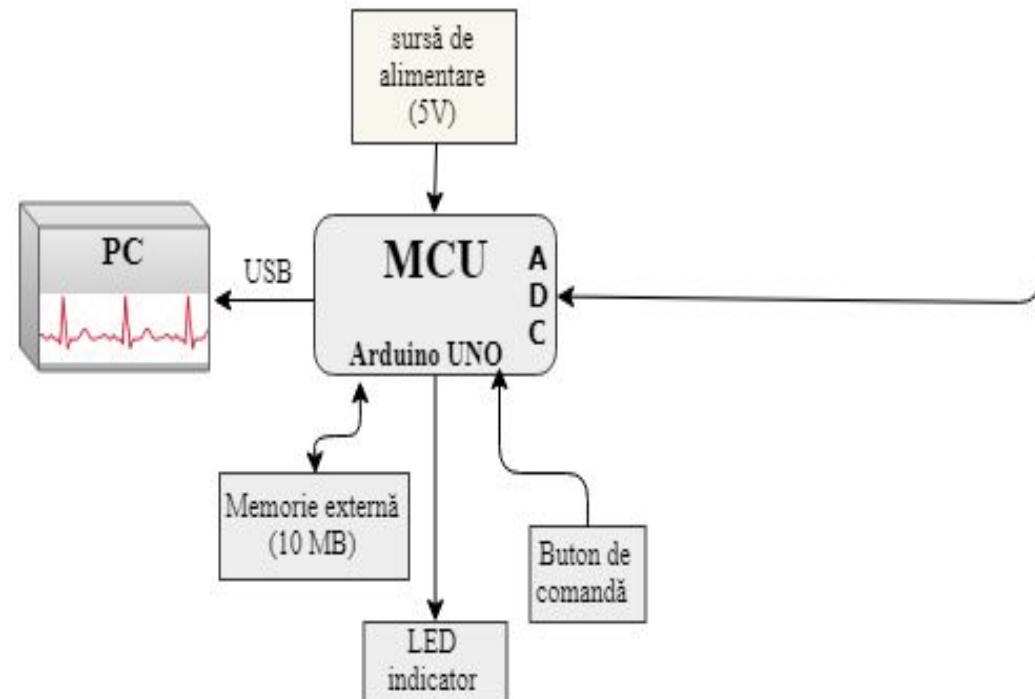 sursă de
alimentare
(5V)
PC
USB
MCU
A
D
C
Arduino UNO
Memorie externă
(10 MB)
Buton de
comandă
LED
indicator